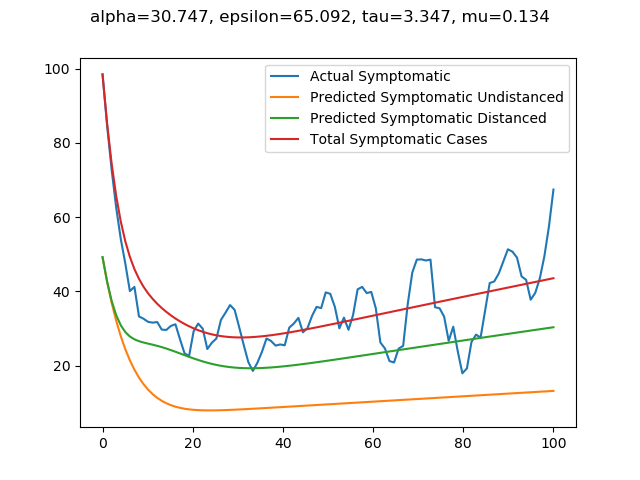 alpha=30.747, epsilon=65.092, tau=3.347, mu=0.134
Actual Symptomatic
Predicted Symptomatic Undistanced
Predicted Symptomatic Distanced
Total Symptomatic Cases
100
80
60
40
20
0 20 40 60 80 100